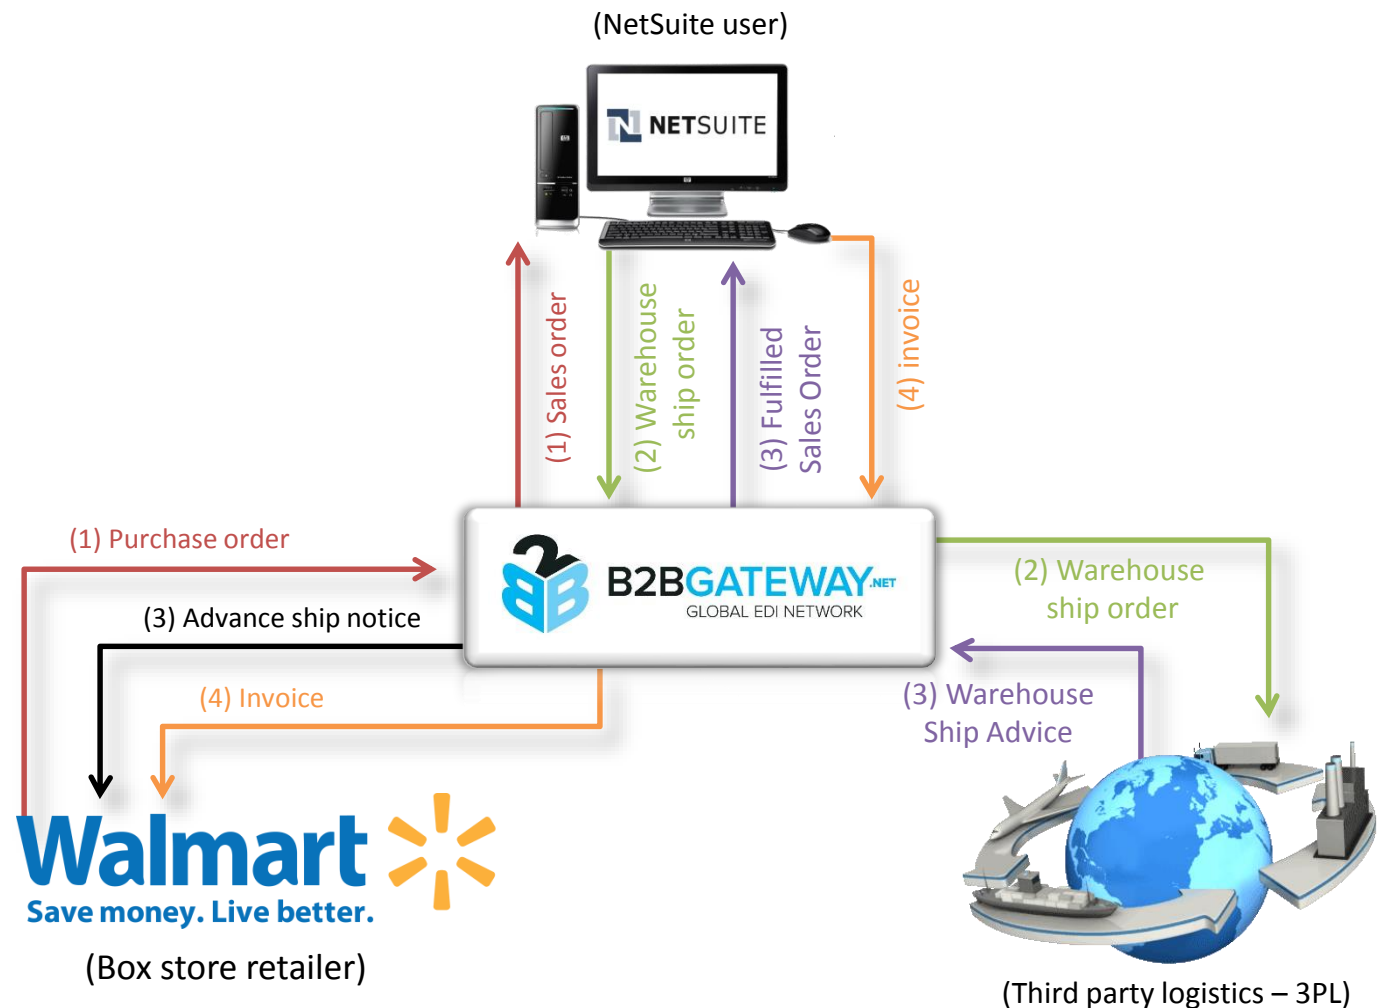 (NetSuite user)
NETSUITE
(1) Sales order
(2) Warehouse
ship order
(3) Fulfilled
Sales Order
(4) invoice
(1) Purchase order
(3) Advance ship notice
(4) Invoice
B2BGATEWAY.NET
GLOBAL EDI NETWORK
(2) Warehouse
ship order
(3) Warehouse
Ship Advice
Walmart
Save money. Live better.
(Box store retailer)
(Third party logistics – 3PL)